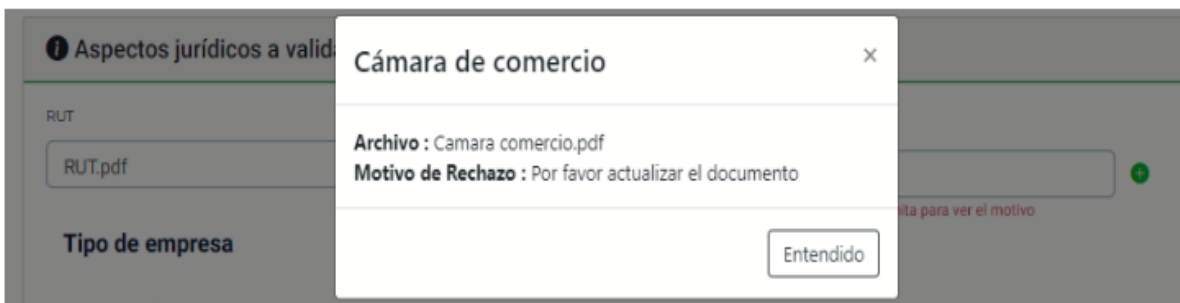 Aspectos jurídicos a valid
Cámara de comercio
×
RUT
RUT.pdf
Archivo : Camara comercio.pdf
Motivo de Rechazo : Por favor actualizar el documento
para ver el motivo
Tipo de empresa
Entendido